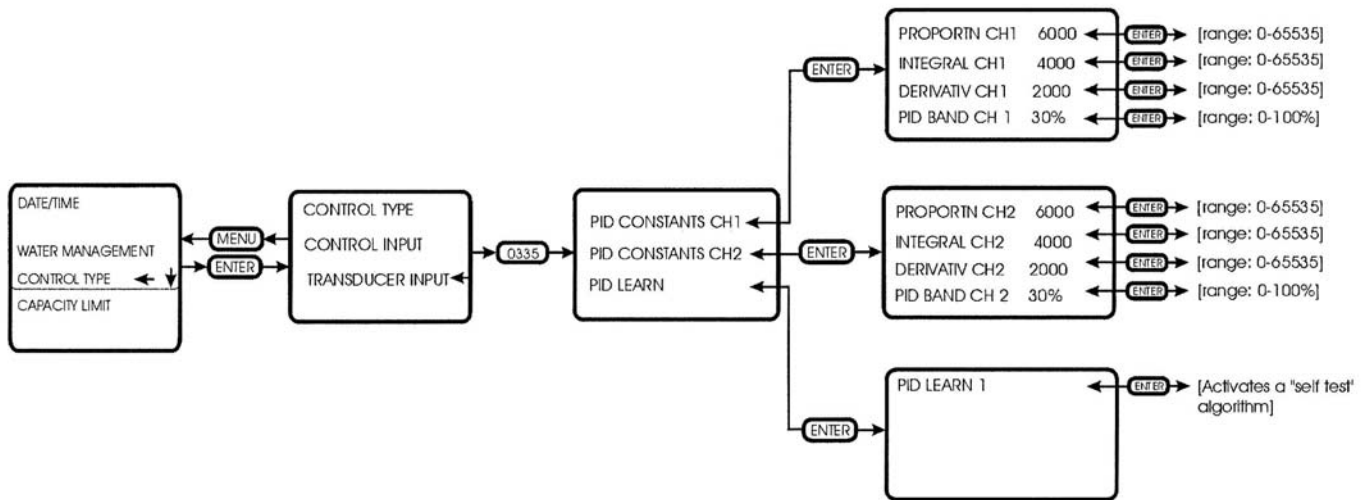 DATE/TIME
WATER MANAGEMENT
CONTROL TYPE
CAPACITY LIMIT
MENU
ENTER
CONTROL TYPE
CONTROL INPUT
TRANSDUCER INPUT
0335
PID CONSTANTS CH1
PID CONSTANTS CH2
PID LEARN
ENTER
PROPORTN CH1 6000 ENTER [range: 0-65535]
INTEGRAL CH1 4000 ENTER [range: 0-65535]
DERIVATIV CH1 2000 ENTER [range: 0-65535]
PID BAND CH 1 30% ENTER [range: 0-100%]
ENTER
PROPORTN CH2 6000 ENTER [range: 0-65535]
INTEGRAL CH2 4000 ENTER [range: 0-65535]
DERIVATIV CH2 2000 ENTER [range: 0-65535]
PID BAND CH 2 30% ENTER [range: 0-100%]
ENTER
PID LEARN 1 ENTER [Activates a "self test'
algorithm]